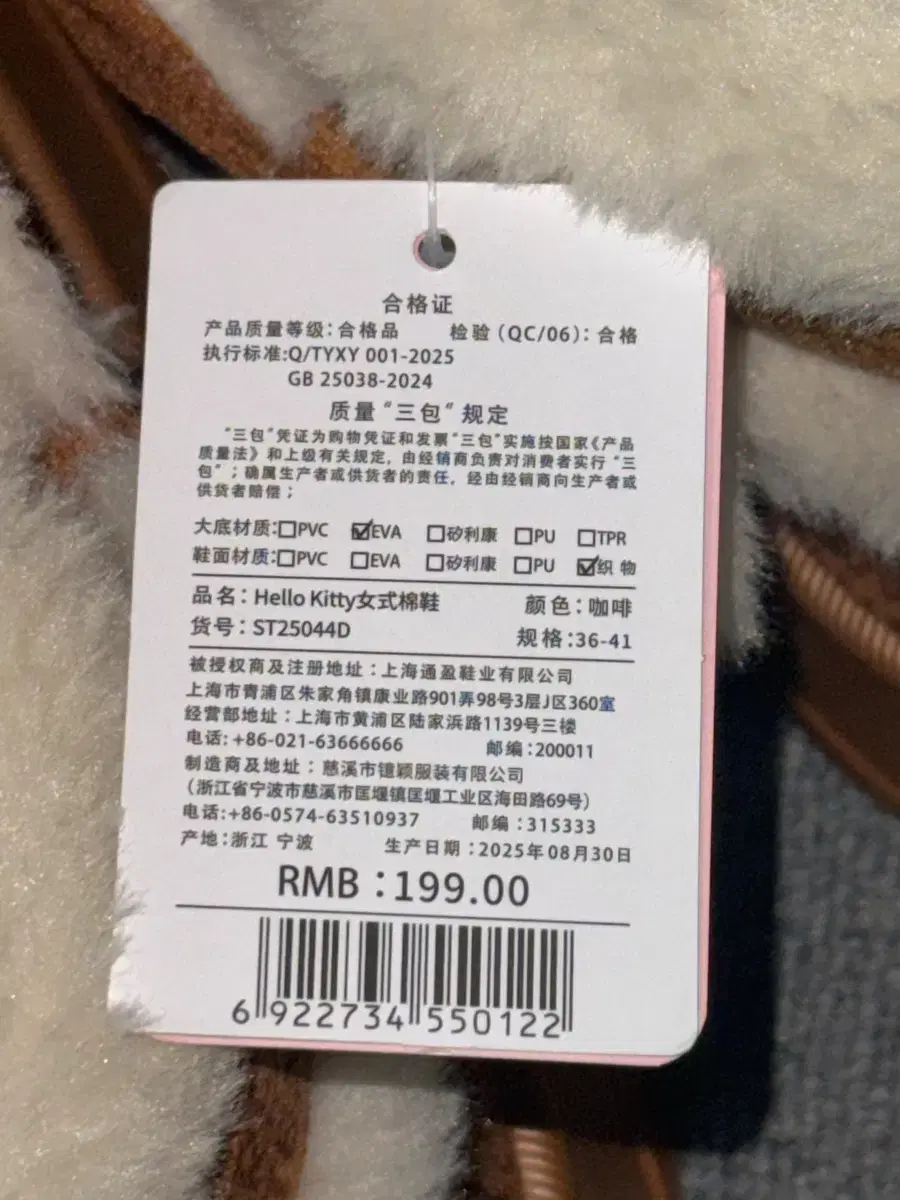 合格证
产品质量等级：合格品 检验（QC/06）：合格
执行标准:Q/TYXY 001-2025
GB 25038-2024
质量“三包“规定
“三包”凭证为购物凭证和发票“三包”实施按国家《产品
质量法》和上级有关规定，由经销商负责对消费者实行“三
包”；确属生产者或供货者的责任，经由经销商向生产者或
供货者赔偿；
大底材质:☐PVC ☑EVA ☐矽利康 ☐PU ☐TPR
鞋面材质:☐PVC ☐EVA ☐矽利康 ☐PU ☑织 物
品名：Hello Kitty女式棉鞋 颜色：咖啡
货号：ST25044D 规格:36-41
被授权商及注册地址：上海通盈鞋业有限公司
上海市青浦区朱家角镇康业路901弄98号3层J区360室
经营部地址：上海市黄浦区陆家浜路1139号三楼
电话：+86-021-63666666 邮编:200011
制造商及地址：慈溪市镱颖服装有限公司
（浙江省宁波市慈溪市匡堰镇匡堰工业区海田路69号）
电话:+86-0574-63510937 邮编：315333
产地:浙江 宁波 生产日期：2025年08月30日
RMB：199.00
6 922734 550122